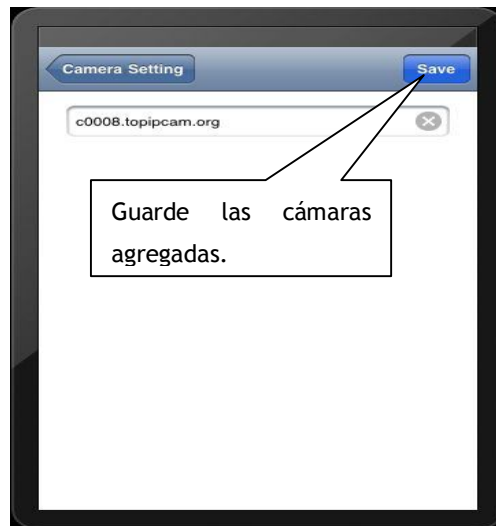 Camera Setting
Save
c0008.topipcam.org
Guarde las cámaras
agregadas.